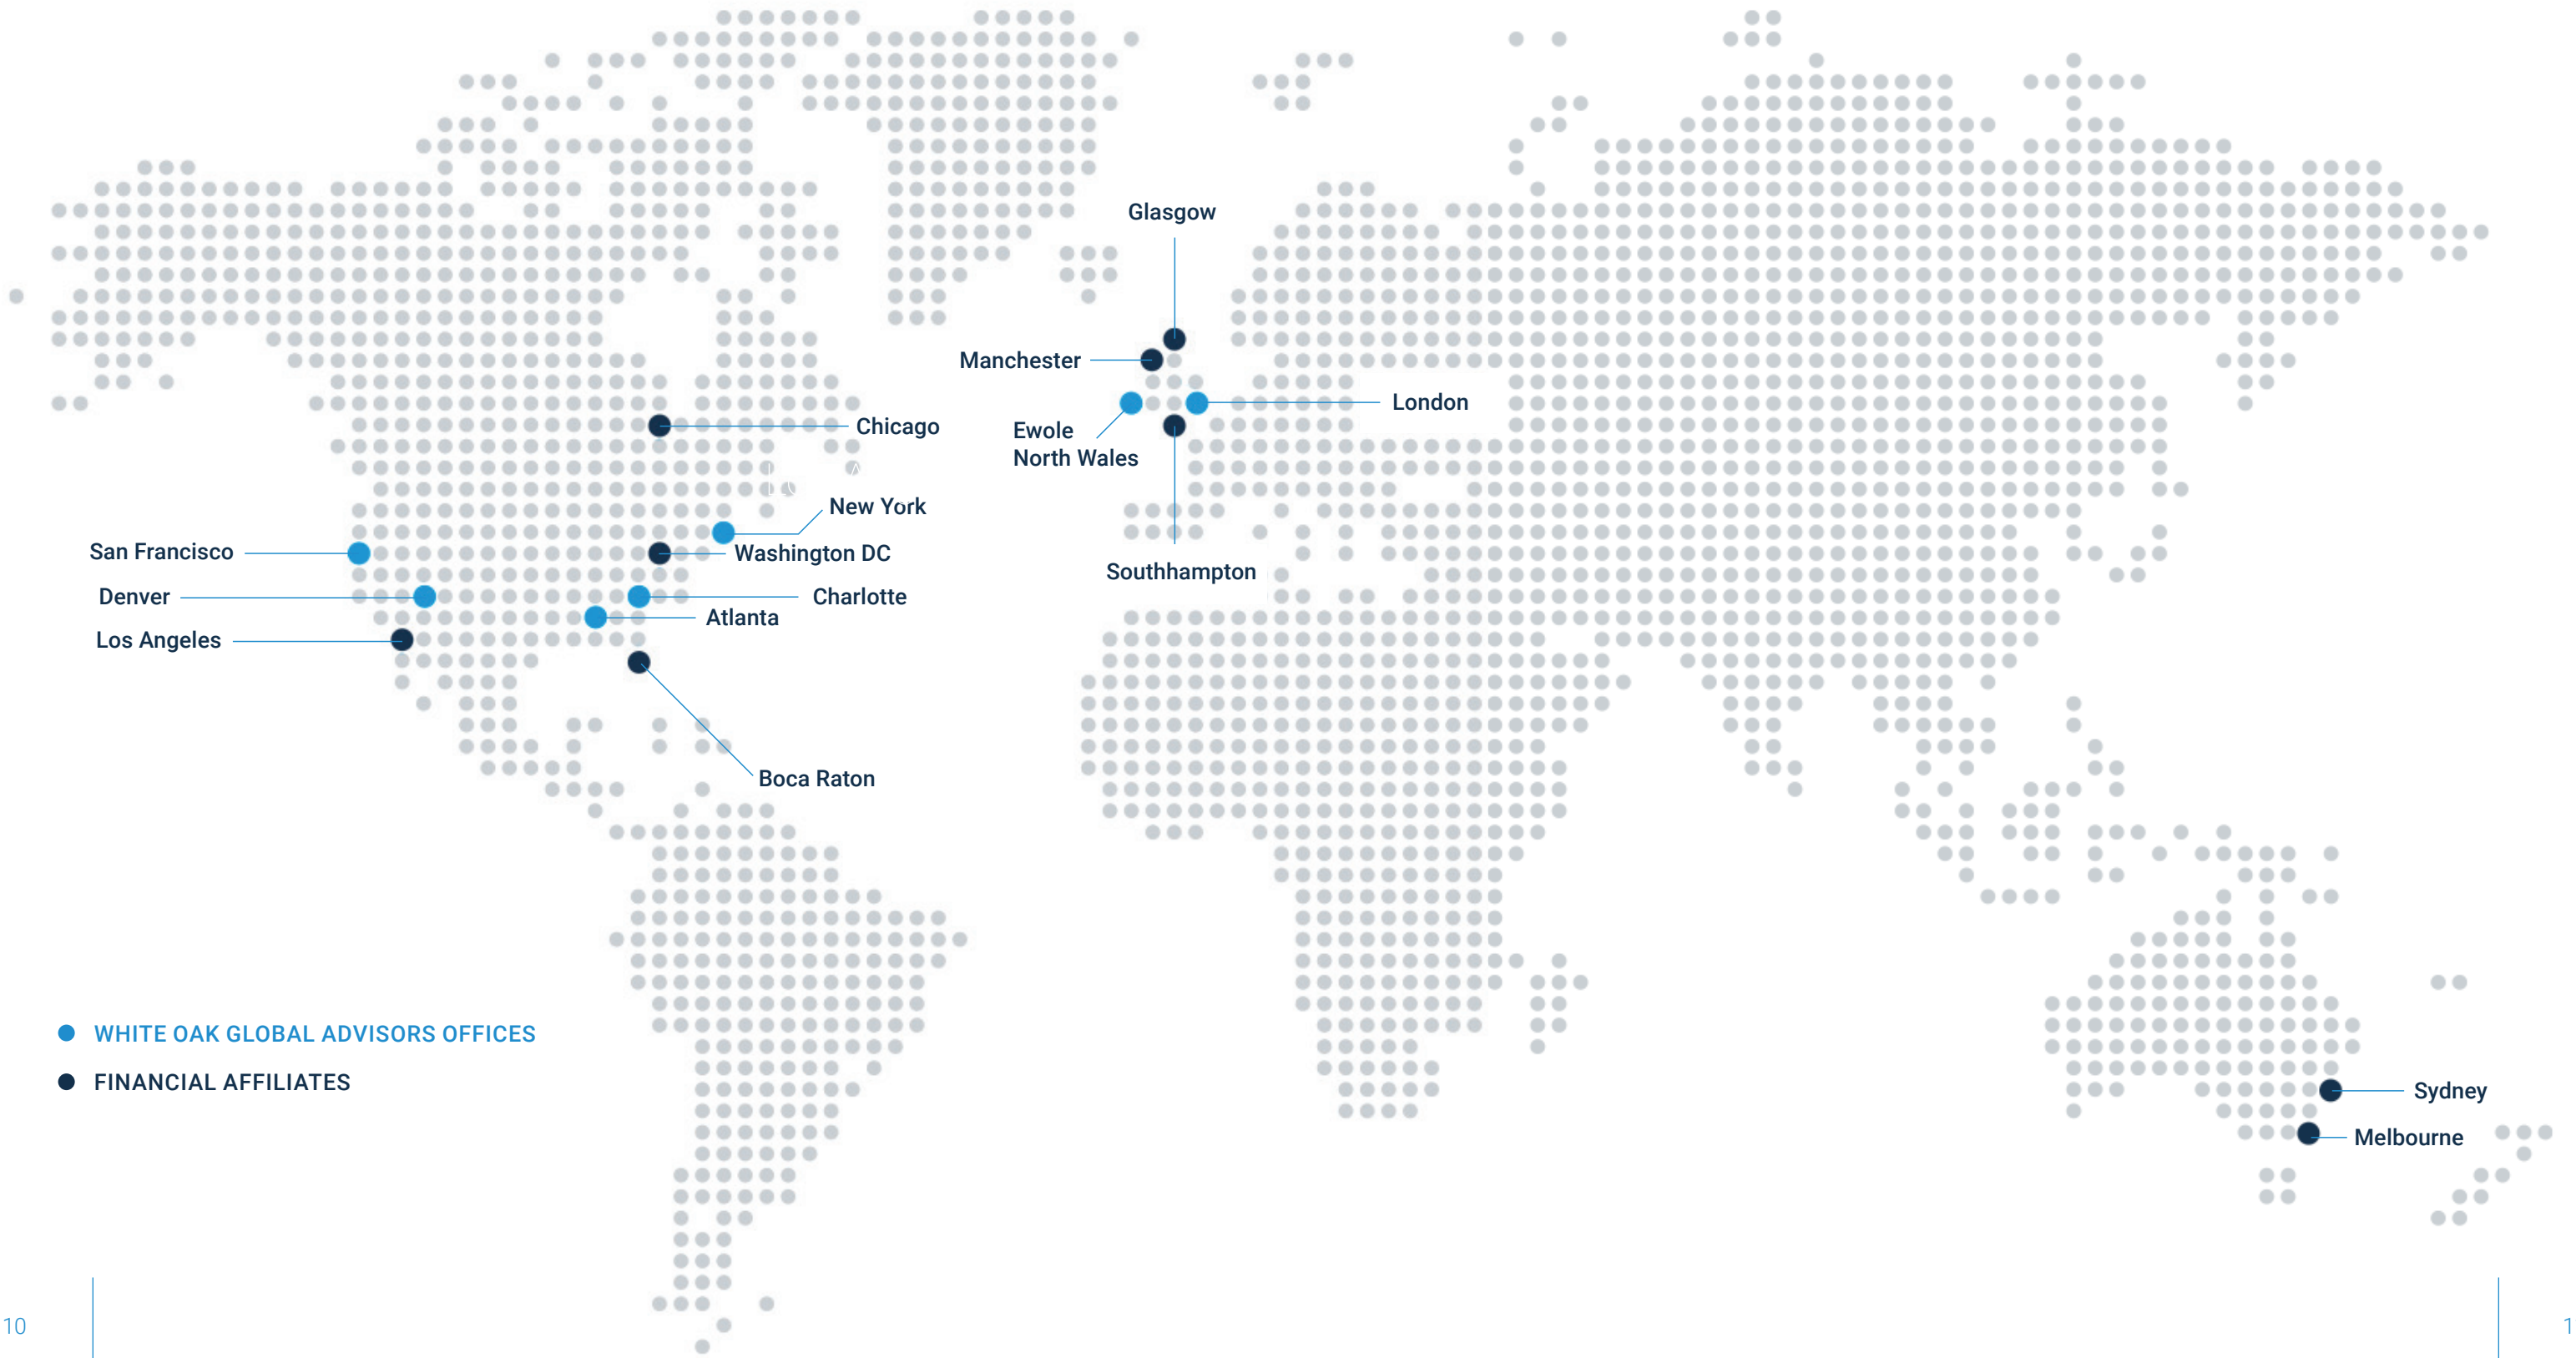 Glasgow
Manchester
London
Chicago
Ewole
North Wales
New York
San Francisco
Washington DC
Southhampton
Denver
Charlotte
Atlanta
Los Angeles
Boca Raton
WHITE OAK GLOBAL ADVISORS OFFICES
FINANCIAL AFFILIATES
Sydney
Melbourne
10
1